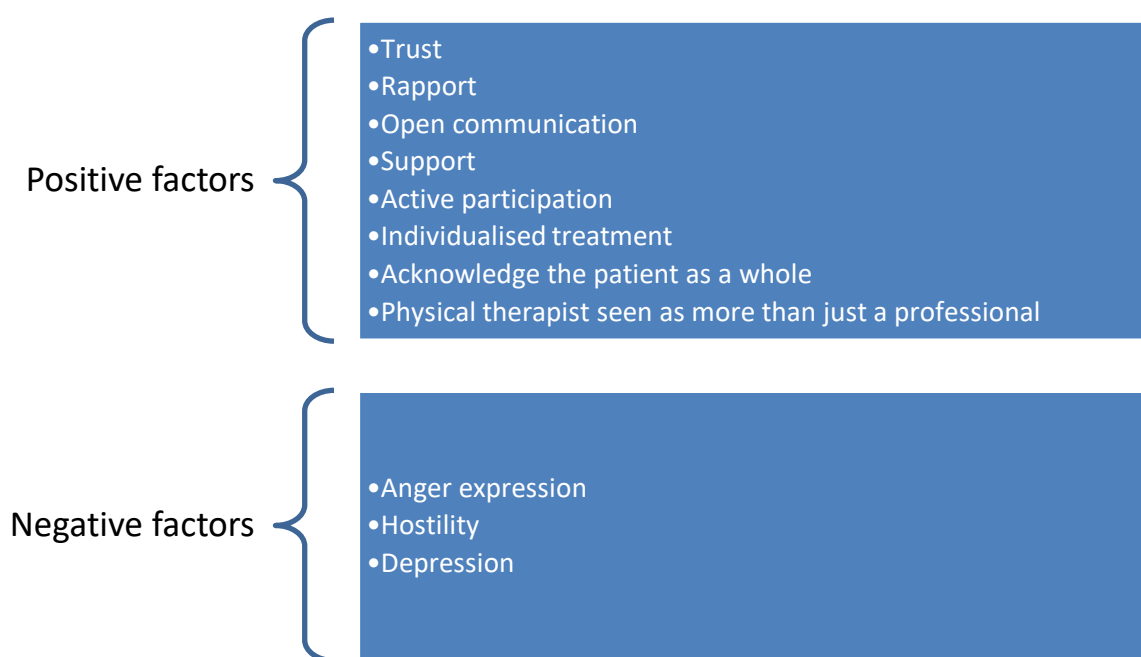 Positive factors
•Trust
•Rapport
•Open communication
•Support
•Active participation
•Individualised treatment
•Acknowledge the patient as a whole
•Physical therapist seen as more than just a professional
Negative factors
•Anger expression
•Hostility
•Depression